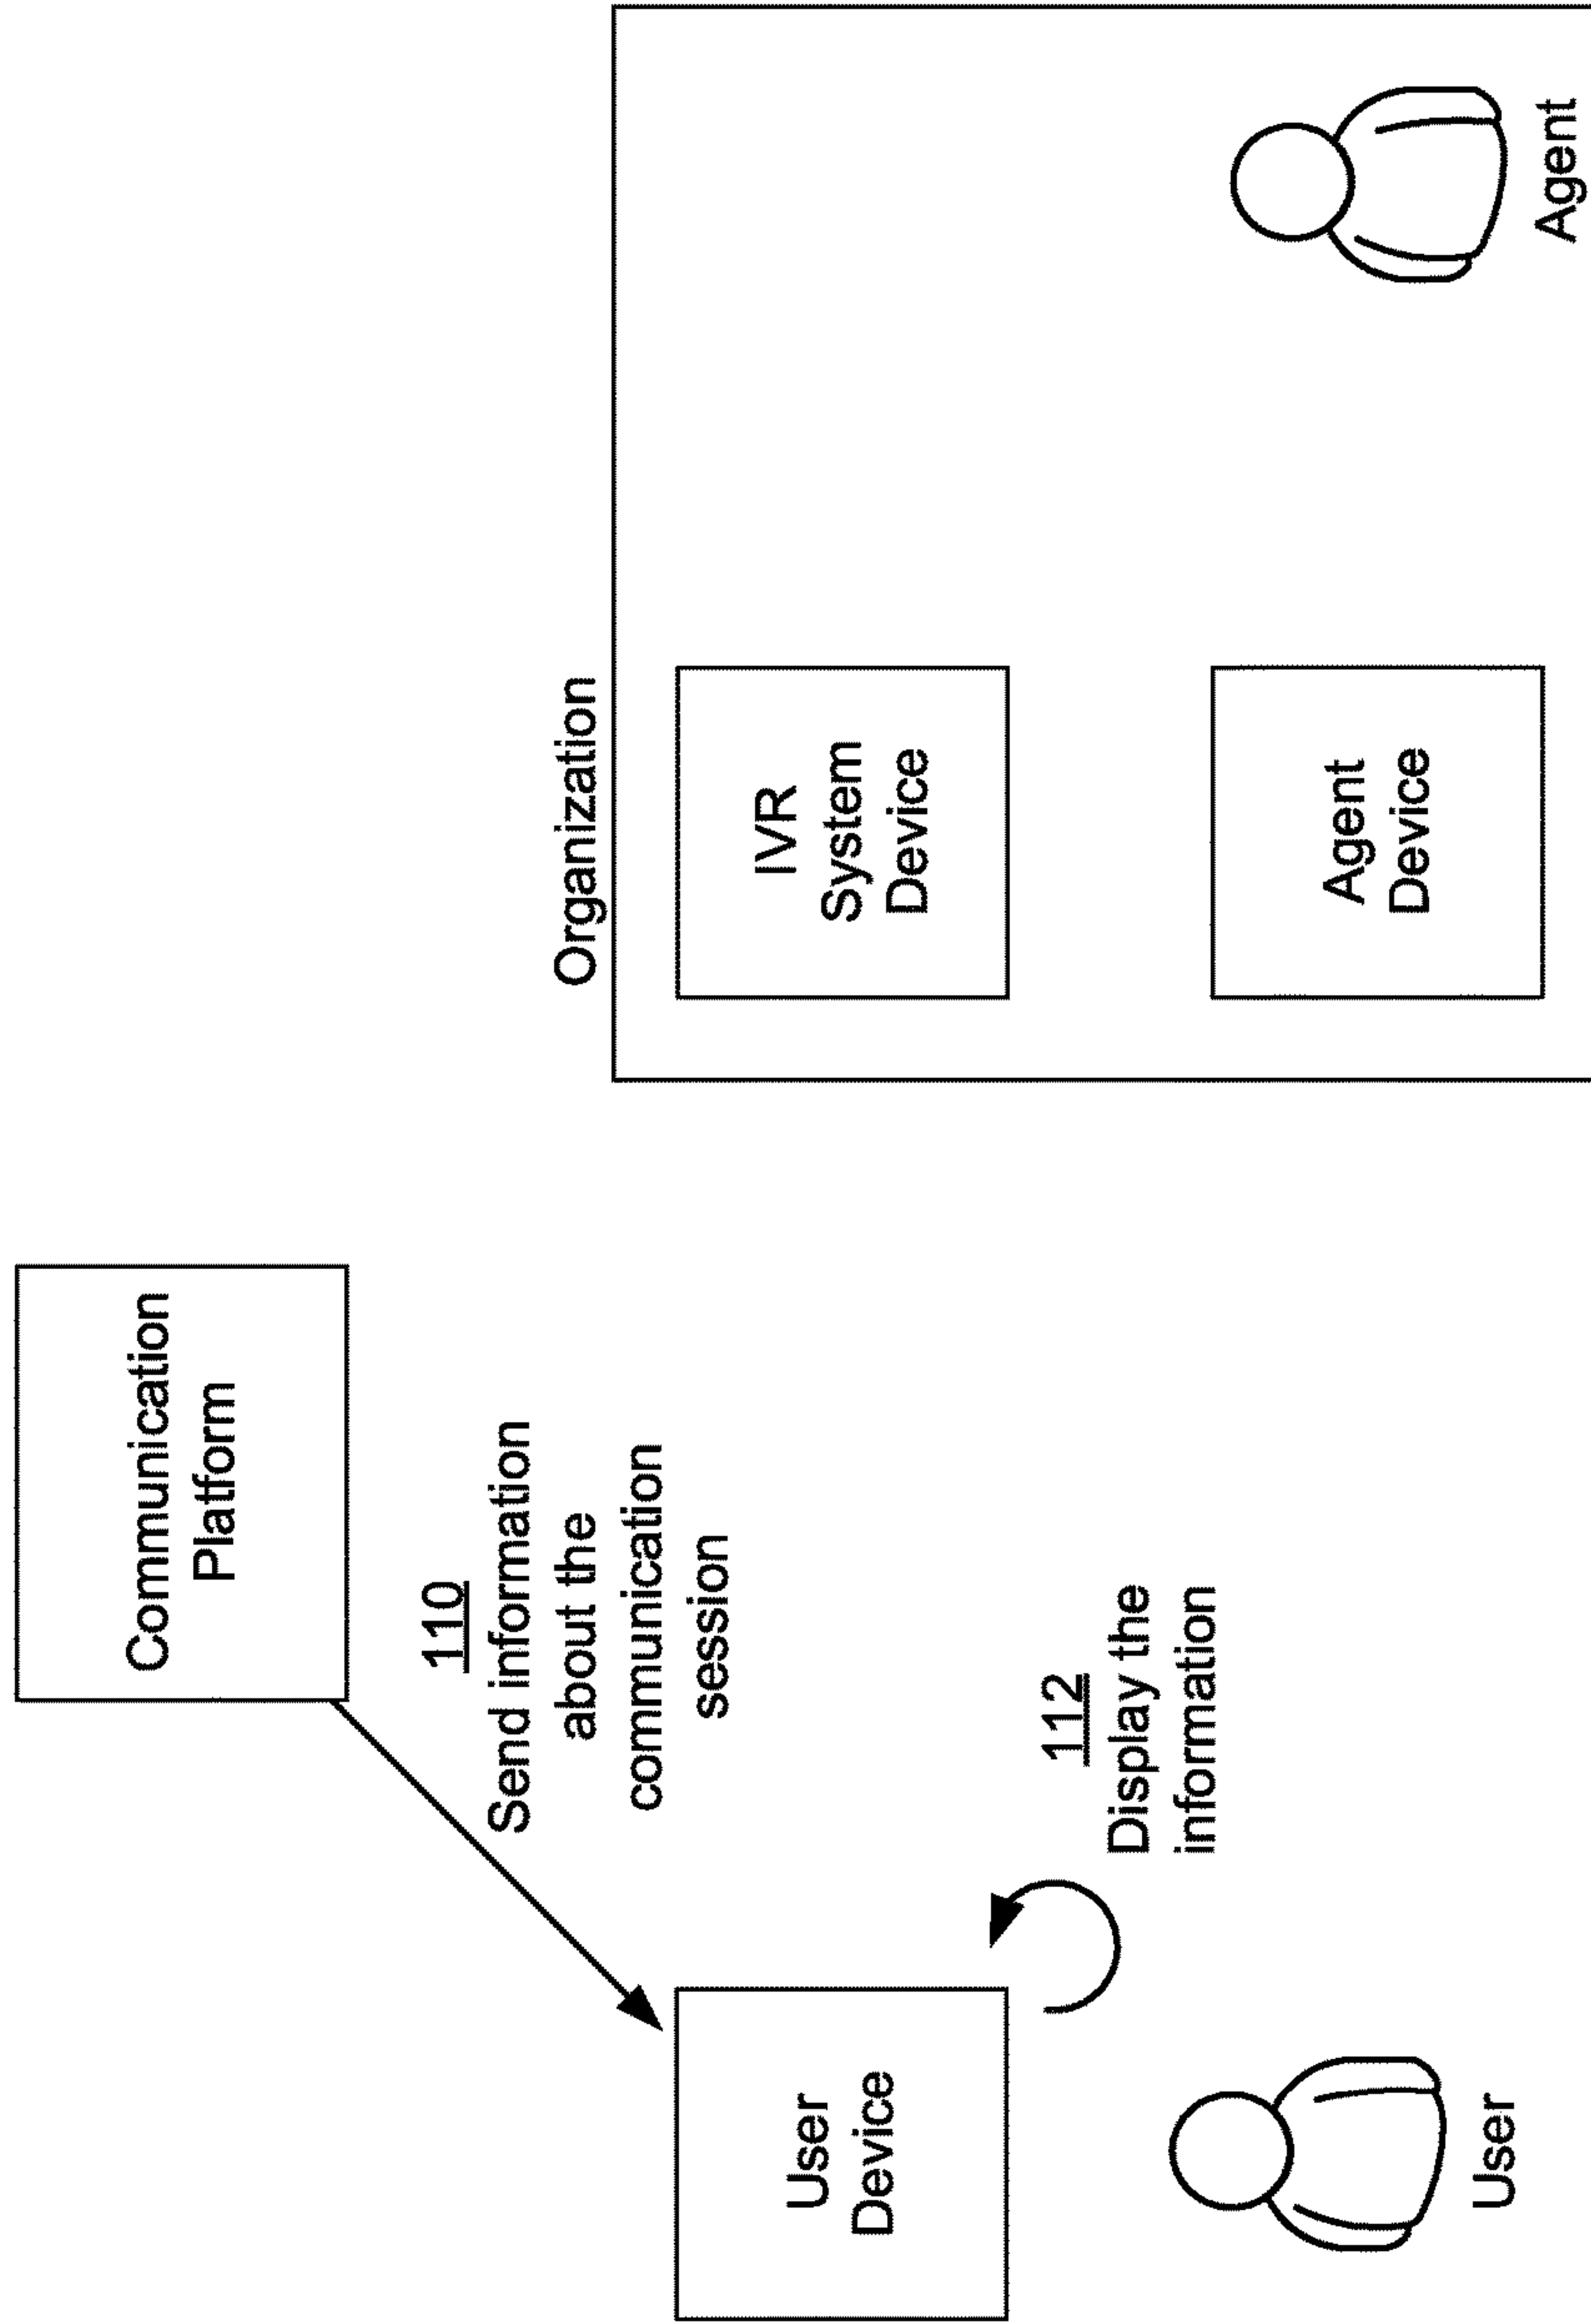 Communication
Platform
110
Send information
about the
communication
session
Organization
User
Device
112
Display the
information
IVR
System
Device
Agent
Device
User
Agent